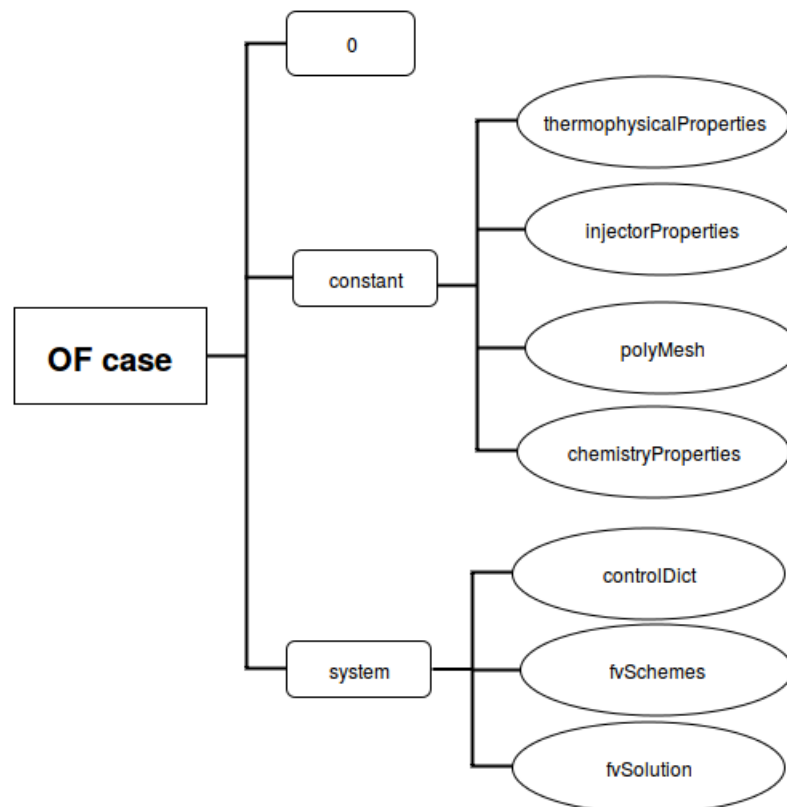 0
thermophysicalProperties
injectorProperties
constant
OF case
polyMesh
chemistryProperties
controlDict
system
fvSchemes
fvSolution